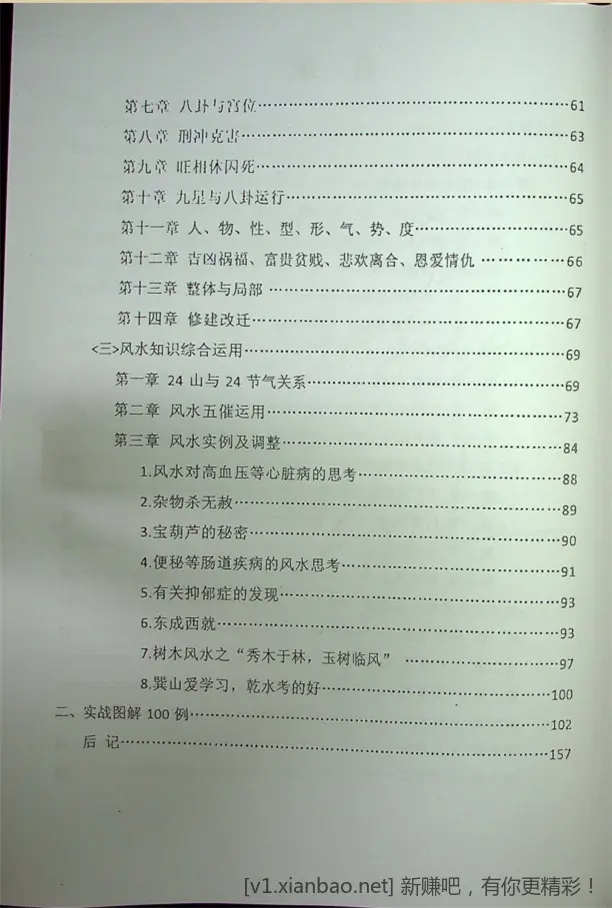 第七章 八卦与宫位……61
第八章 刑冲克害……63
第九章 旺相休囚死……64
第十章 九星与八卦运行……65
第十一章 人、物、性、型、形、气、势、度……65
第十二章 吉凶祸福、富贵贫贱、悲欢离合、恩爱情仇……66
第十三章 整体与局部……67
第十四章 修建改迁……67
<三>风水知识综合运用……69
第一章 24 山与 24 节气关系……69
第二章 风水五催运用……73
第三章 风水实例及调整……84
1.风水对高血压等心脏病的思考……88
2.杂物杀无赦……89
3.宝葫芦的秘密……90
4.便秘等肠道疾病的风水思考……91
5.有关抑郁症的发现……93
6.东成西就……93
7.树木风水之“秀木于林，玉树临风”……97
8.巽山爱学习，乾水考的好……100
二、实战图解 100 例……102
后 记……157
[v1.xianbao.net] 新赚吧，有你更精彩！